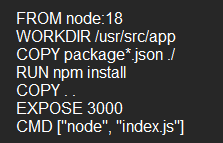 FROM node:18
WORKDIR /usr/src/app
COPY package*.json ./
RUN npm install
COPY . .
EXPOSE 3000
CMD ["node", "index.js"]